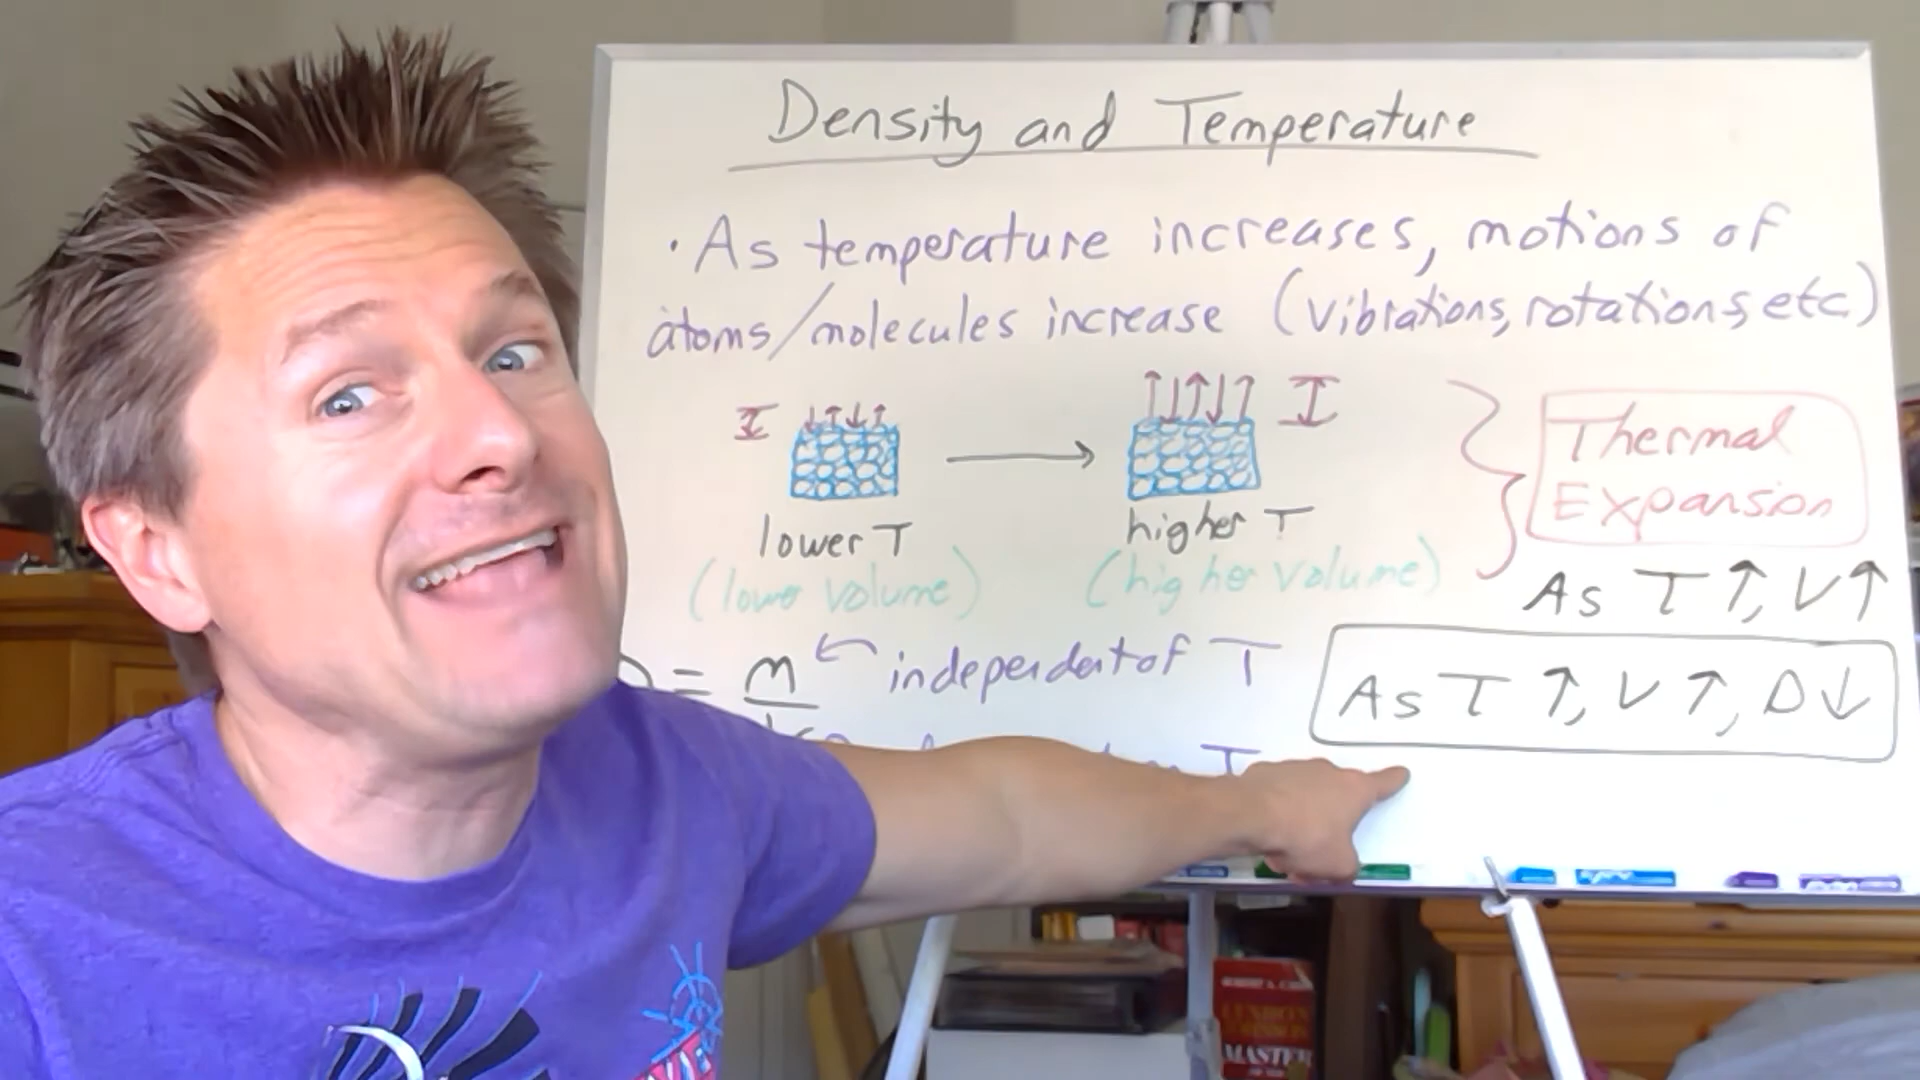 Density and Temperature
• As temperature increases, motions of
atoms/molecules increase (vibrations, rotations, etc)
lower T
higher T
(lower volume)
(higher volume)
Thermal
Expansion
As T ↑, V ↑
= m ← independent of T
T
As T ↑, V ↑, D ↓
MASTER